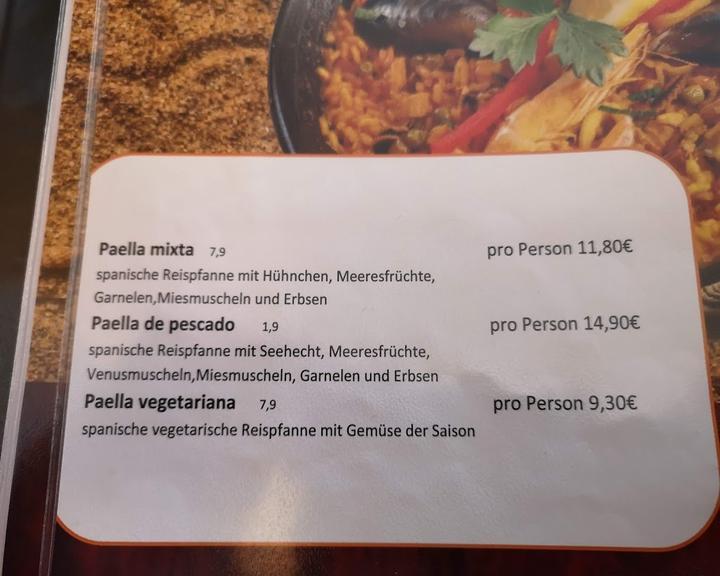 Paella mixta 7,9 pro Person 11,80€
spanische Reispfanne mit Hühnchen, Meeresfrüchte,
Garnelen,Miesmuscheln und Erbsen
Paella de pescado 1,9 pro Person 14,90€
spanische Reispfanne mit Seehecht, Meeresfrüchte,
Venusmuscheln,Miesmuscheln, Garnelen und Erbsen
Paella vegetariana 7,9 pro Person 9,30€
spanische vegetarische Reispfanne mit Gemüse der Saison